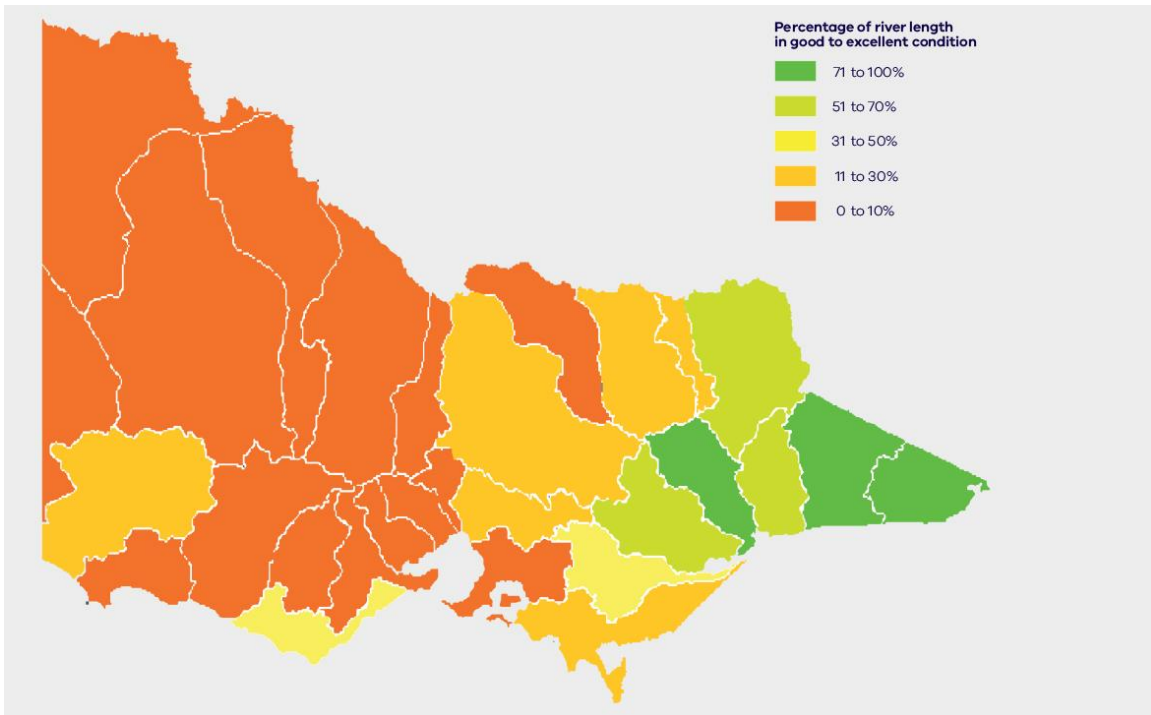 Percentage of river length
in good to excellent condition
71 to 100%
51 to 70%
31 to 50%
11 to 30%
0 to 10%